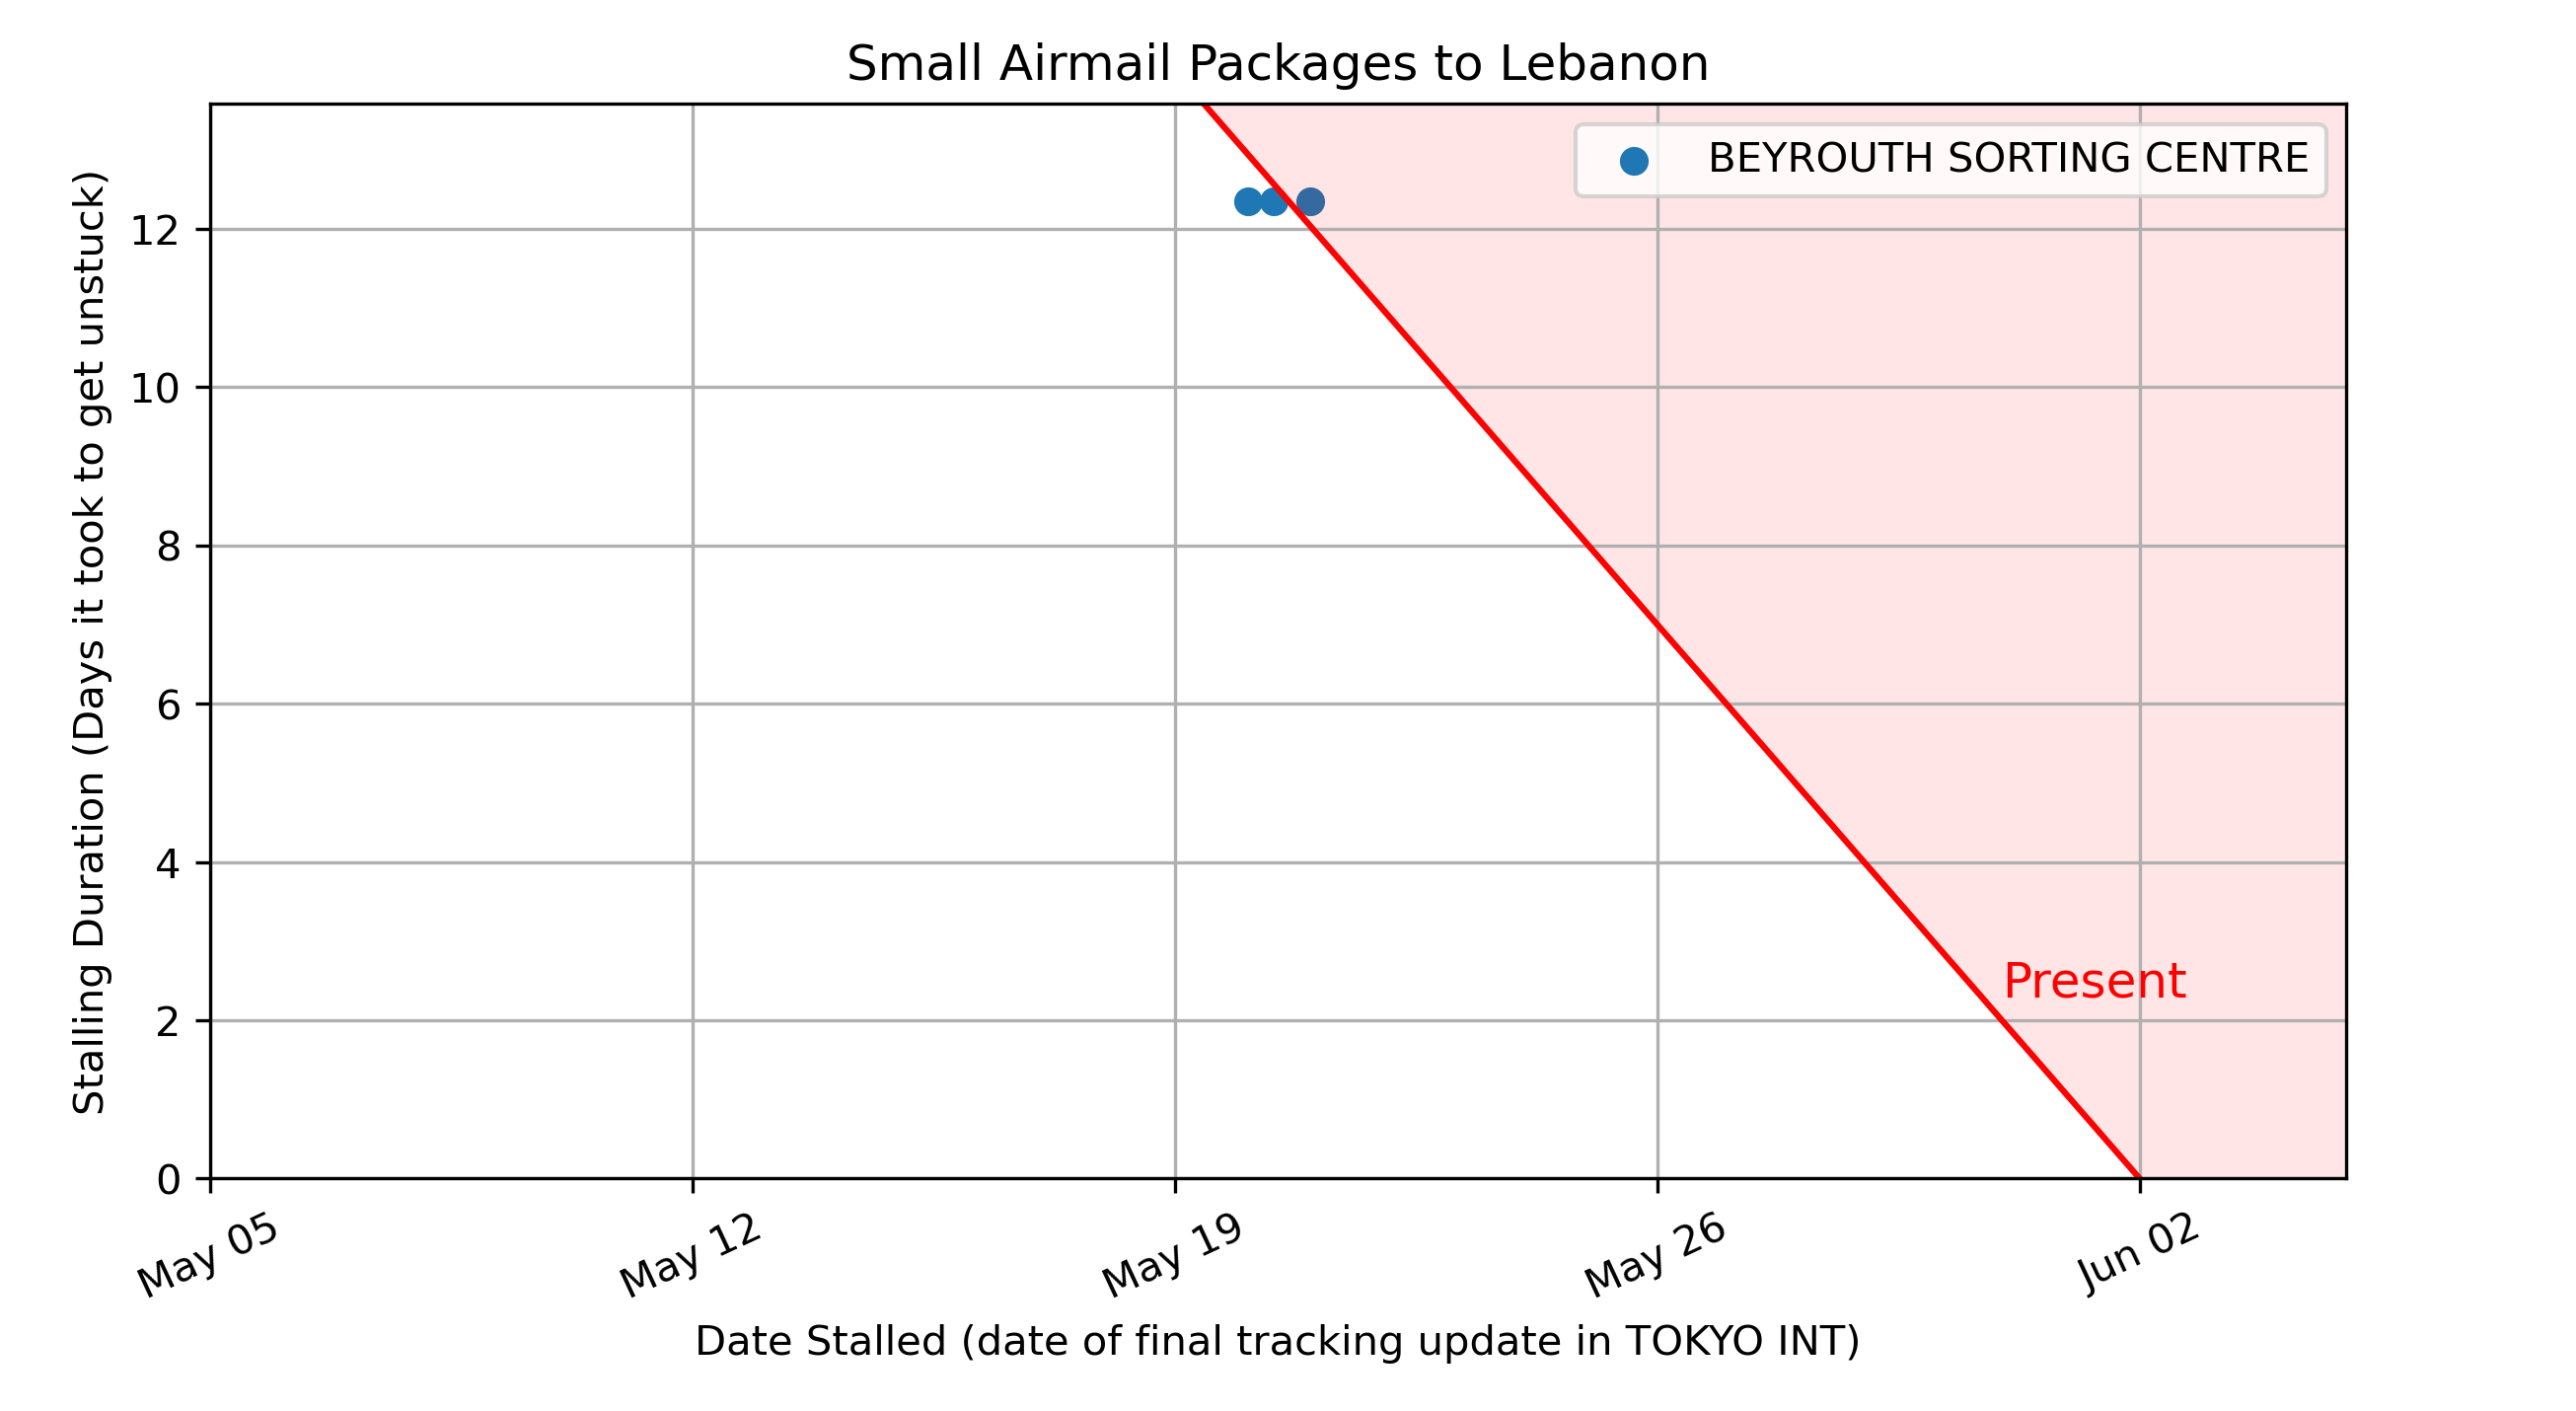 Small Airmail Packages to Lebanon
BEYROUTH SORTING CENTRE
Stalling Duration (Days it took to get unstuck)
12
10
8
6
4
2
0
Present
May 05
May 12
May 19
May 26
Jun 02
Date Stalled (date of final tracking update in TOKYO INT)